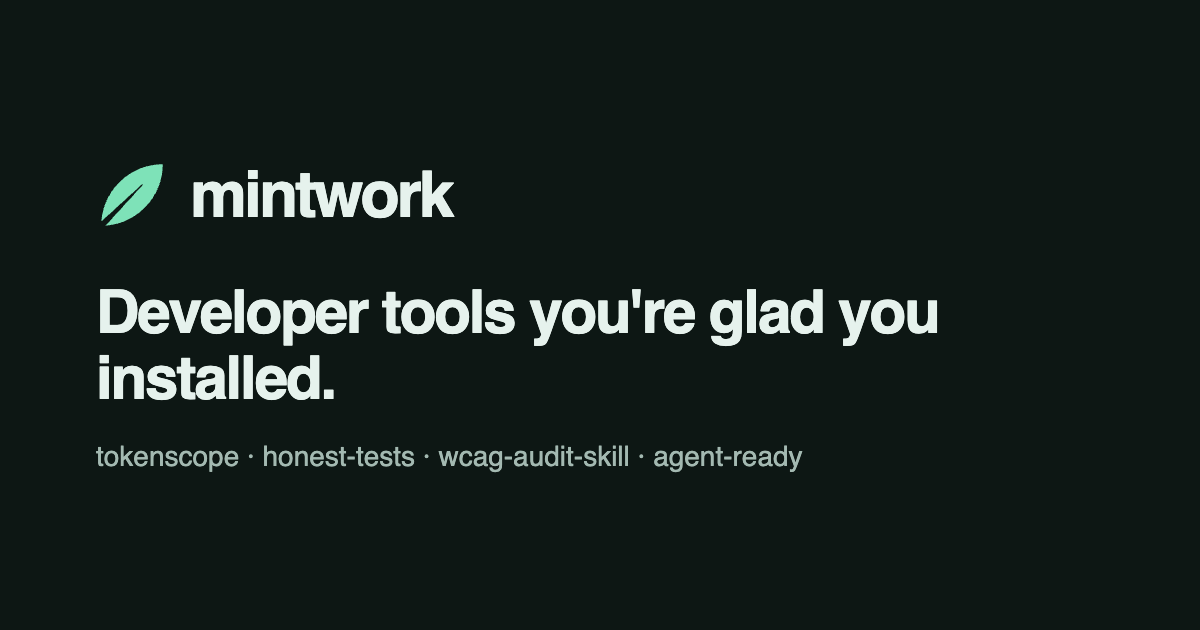 mintwork
Developer tools you're glad you
installed.
tokenscope · honest-tests · wcag-audit-skill · agent-ready